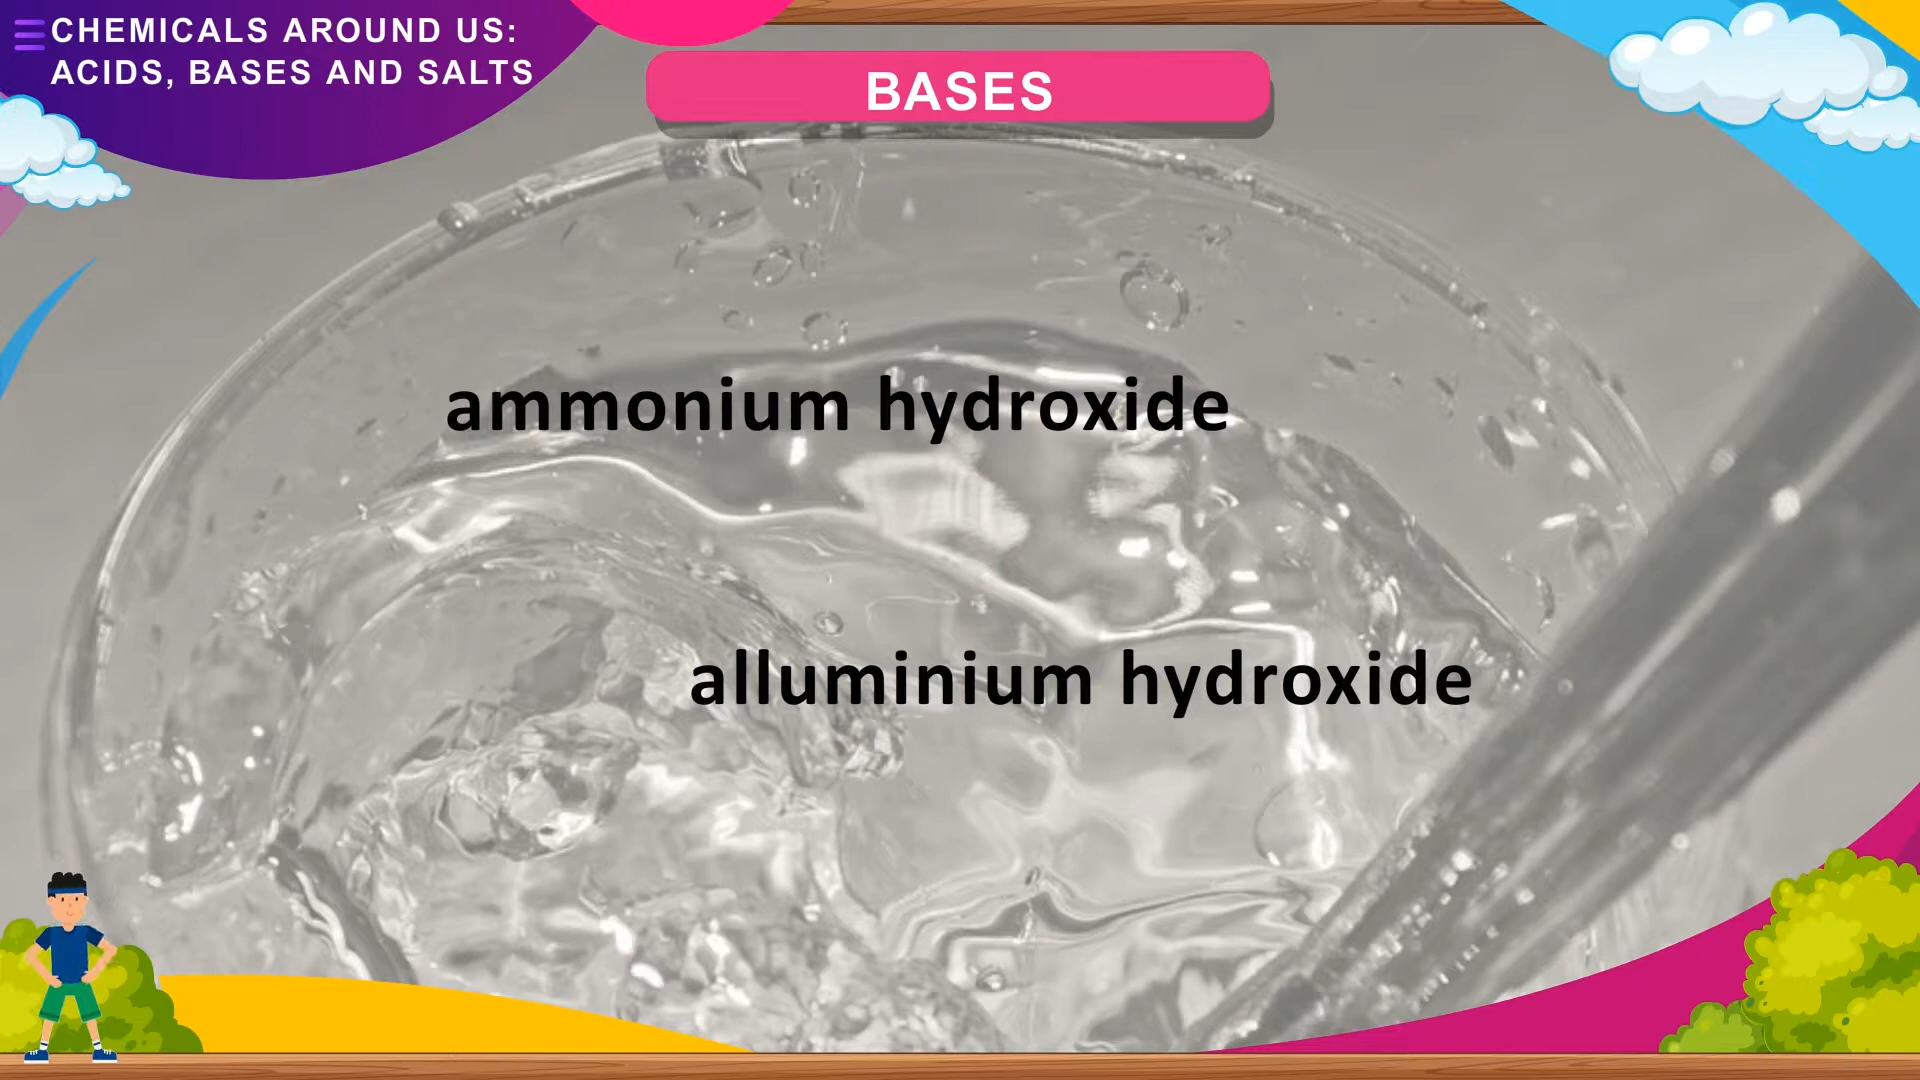 CHEMICALS AROUND US:
ACIDS, BASES AND SALTS
BASES
ammonium hydroxide
alluminium hydroxide